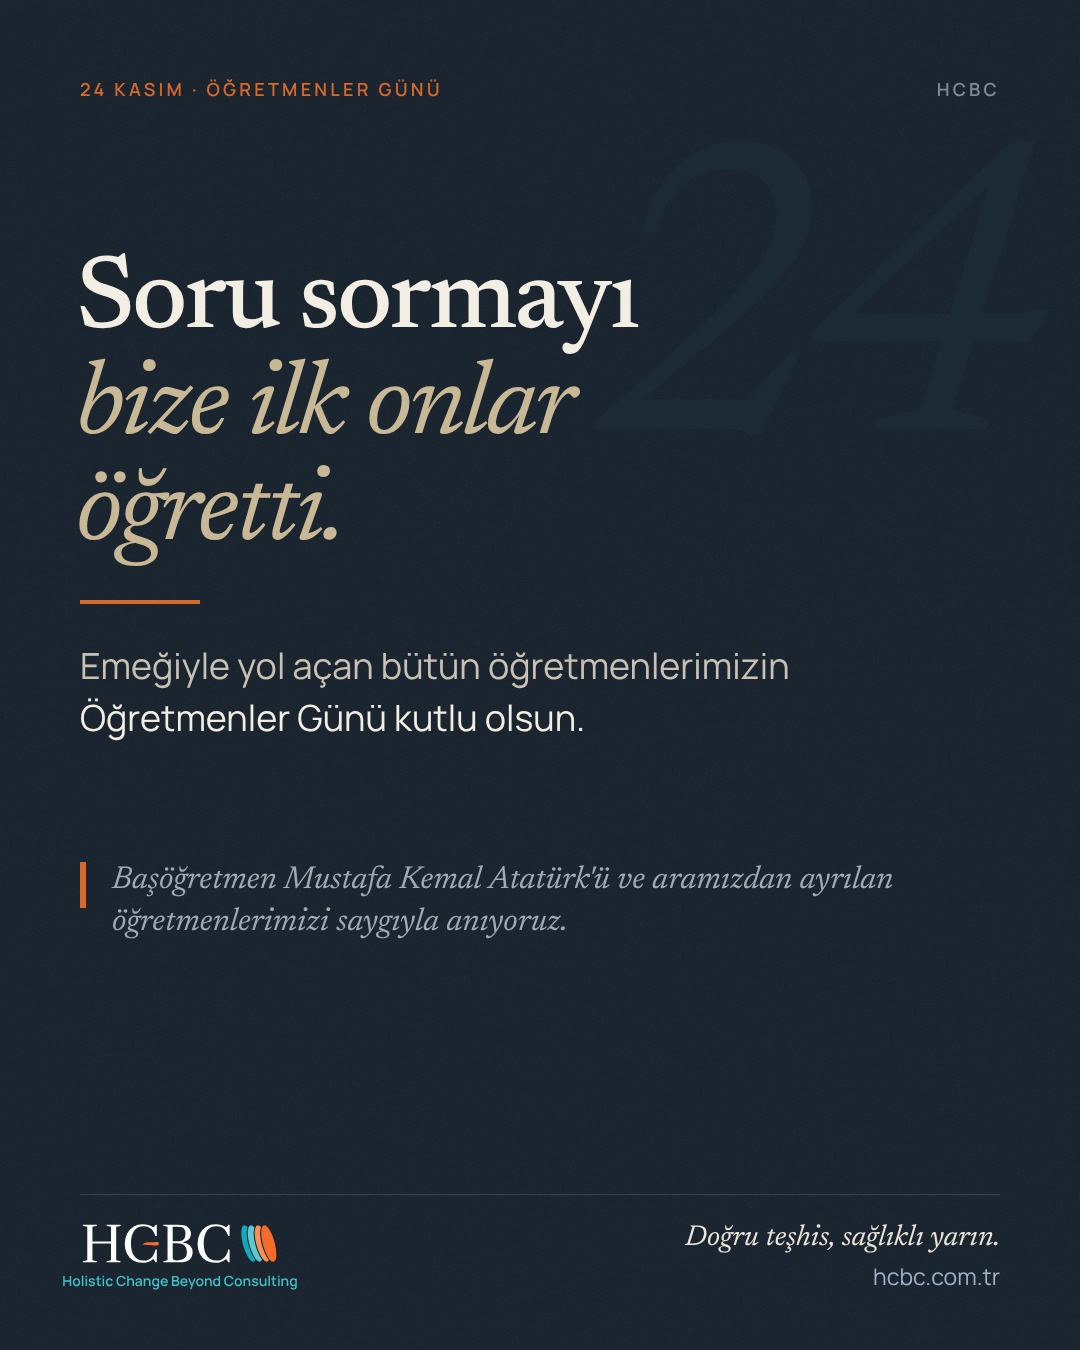 24 KASIM · ÖĞRETMENLER GÜNÜ
HCBC
24
Soru sormayı
bize ilk onlar
öğretti.
Emeğiyle yol açan bütün öğretmenlerimizin
Öğretmenler Günü kutlu olsun.
Başöğretmen Mustafa Kemal Atatürk'ü ve aramızdan ayrılan
öğretmenlerimizi saygıyla anıyoruz.
HCBC
Holistic Change Beyond Consulting
Doğru teşhis, sağlıklı yarın.
hcbc.com.tr